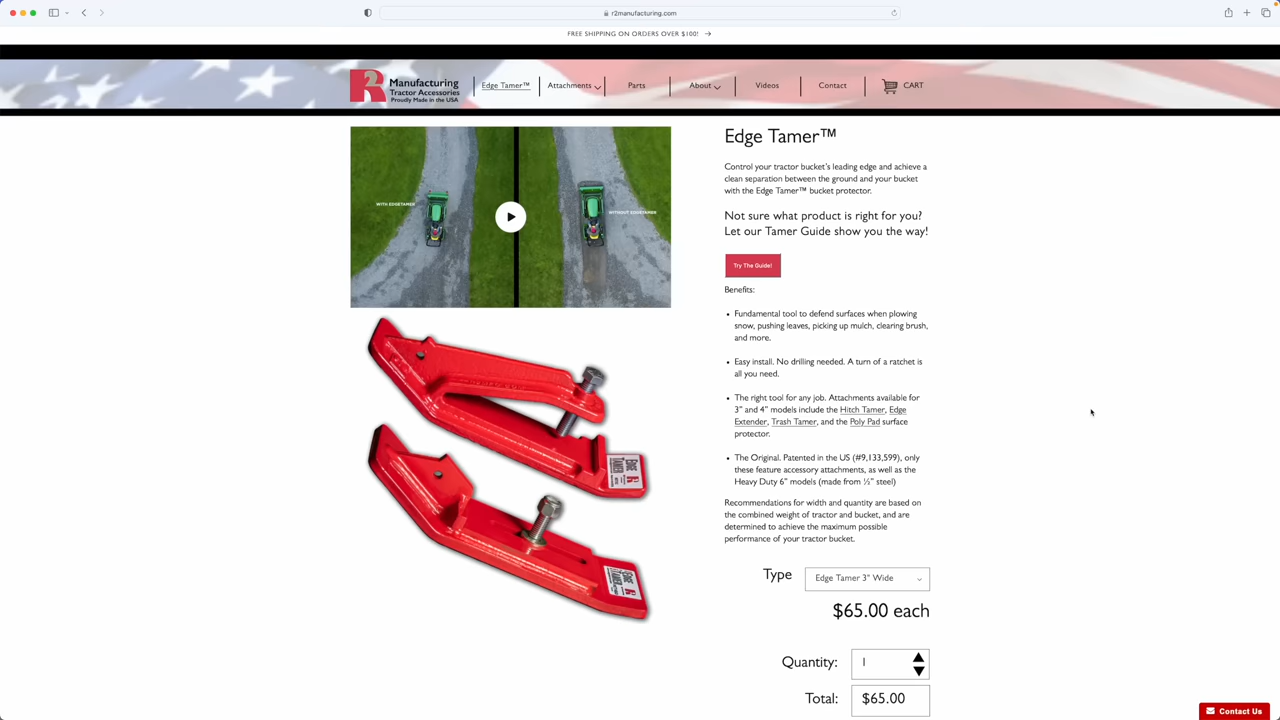 r2manufacturing.com
FREE SHIPPING ON ORDERS OVER $100! →
R2 Manufacturing
Tractor Accessories
Proudly Made in the USA
Edge Tamer™
Attachments
Parts
About
Videos
Contact
CART
WITH EDGETAMER
WITHOUT EDGETAMER
Edge Tamer™
Control your tractor bucket's leading edge and achieve a
clean separation between the ground and your bucket
with the Edge Tamer™ bucket protector.
Not sure what product is right for you?
Let our Tamer Guide show you the way!
Try The Guide!
Benefits:
• Fundamental tool to defend surfaces when plowing
snow, pushing leaves, picking up mulch, clearing brush,
and more.
• Easy install. No drilling needed. A turn of a ratchet is
all you need.
• The right tool for any job. Attachments available for
3" and 4" models include the Hitch Tamer, Edge
Extender, Trash Tamer, and the Poly Pad surface
protector.
• The Original. Patented in the US (#9,133,599), only
these feature accessory attachments, as well as the
Heavy Duty 6" models (made from ½" steel)
Recommendations for width and quantity are based on
the combined weight of tractor and bucket, and are
determined to achieve the maximum possible
performance of your tractor bucket.
Type
Edge Tamer 3" Wide
$65.00 each
Quantity:
1
Total:
$65.00
Contact Us